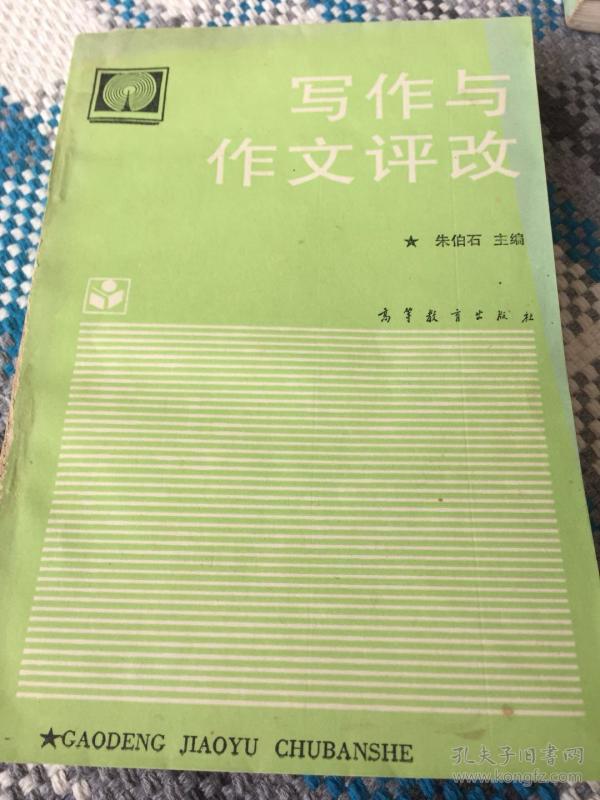 写作与
作文评改
★ 朱伯石 主编
高等教育出版社
★GAODENG JIAOYU CHUBANSHE
孔夫子旧书网
www.kongfz.com